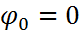 φ₀ = 0